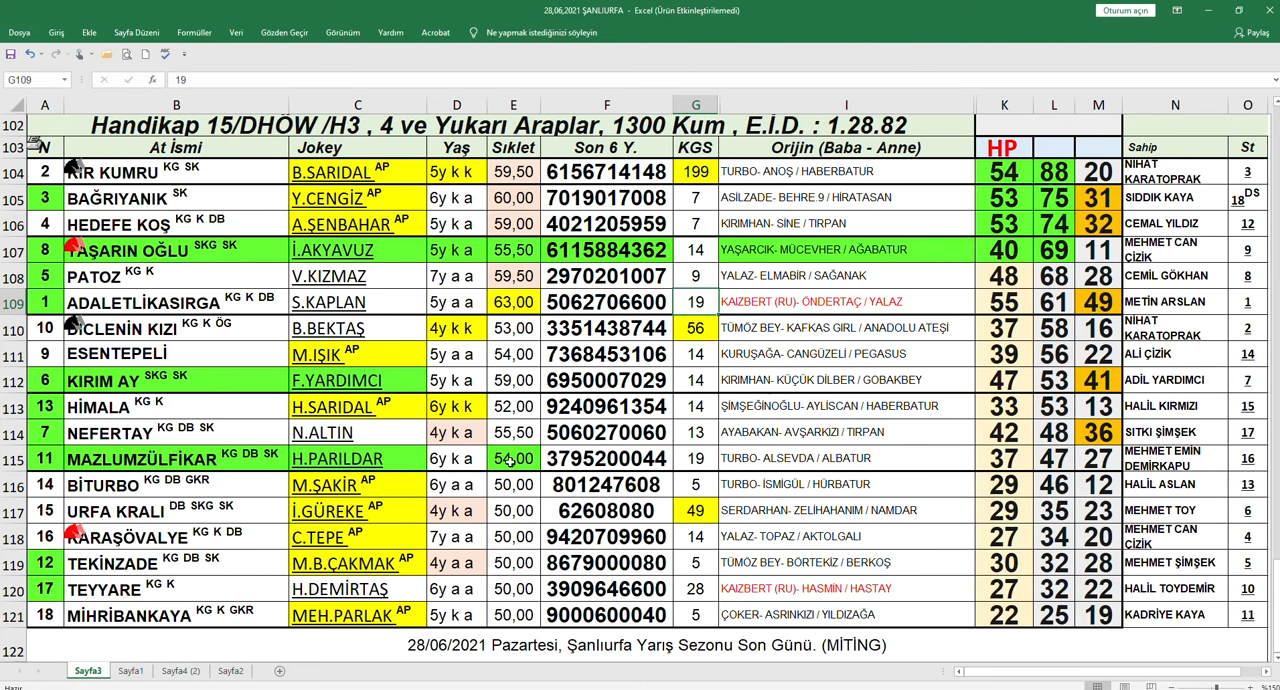 28,06,2021 ŞANLIURFA - Excel (Ürün Etkinleştirilemedi)
Oturum açın
Dosya Giriş Ekle Sayfa Düzeni Formüller Veri Gözden Geçir Görünüm Yardım Acrobat Ne yapmak istediğinizi söyleyin Paylaş
G109 fx 19
A B C D E F G I K L M N O
102 Handikap 15/DHÖW /H3 , 4 ve Yukarı Araplar, 1300 Kum , E.İ.D. : 1.28.82
103 N At İsmi Jokey Yaş Sıklet Son 6 Y. KGS Orijin (Baba - Anne) HP Sahip St
104 2 KIR KUMRU KG SK B.SARIDAL AP 5y k k 59,50 6156714148 199 TURBO- ANOŞ / HABERBATUR 54 88 20 NIHAT KARATOPRAK 3
105 3 BAĞRIYANIK SK Y.CENGİZ AP 6y k a 60,00 7019017008 7 ASİLZADE- BEHRE.9 / HİRATASAN 53 75 31 SIDDIK KAYA 18 DS
106 4 HEDEFE KOŞ KG K DB A.ŞENBAHAR AP 6y k a 59,50 4021205959 7 KIRIMHAN- SİNE / TIRPAN 53 74 32 CEMAL YILDIZ 12
107 8 YAŞARIN OĞLU SKG SK İ.AKYAVUZ 5y k a 55,50 6115884362 14 YAŞARCIK- MÜCEVHER / AĞABATUR 40 69 11 MEHMET CAN ÇİZİK 9
108 5 PATOZ KG K V.KIZMAZ 7y a a 59,50 2970201007 9 YALAZ- ELMABİR / SAĞANAK 48 68 28 CEMİL GÖKHAN 8
109 1 ADALETLİKASIRGA KG K DB S.KAPLAN 5y a a 63,00 5062706600 19 KAIZBERT (RU)- ÖNDERTAÇ / YALAZ 55 61 49 METİN ARSLAN 1
110 10 BİCLENİN KIZI KG K ÖG B.BEKTAŞ 4y k k 53,00 3351438744 56 TÜMÖZ BEY- KAFKAS GIRL / ANADOLU ATEŞİ 37 58 16 NIHAT KARATOPRAK 2
111 9 ESENTEPELİ M.IŞIK AP 5y a a 54,00 7368453106 14 KURUŞAĞA- CANGÜZELİ / PEGASUS 39 56 22 ALİ ÇİZİK 14
112 6 KIRIM AY SKG SK F.YARDIMCI 5y k a 59,00 6950007029 14 KIRIMHAN- KÜÇÜK DİLBER / GOBAKBEY 47 53 41 ADİL YARDIMCI 7
113 13 HİMALA KG K H.SARIDAL AP 6y k k 52,00 9240961354 14 ŞİMŞEĞİNOĞLU- AYLİSCAN / HABERBATUR 33 53 13 HALİL KIRMIZI 15
114 7 NEFERTAY KG DB SK N.ALTIN 4y k a 55,50 5060270060 13 AYABAKAN- AVŞARKIZI / TIRPAN 42 48 36 SITKI ŞİMŞEK 17
115 11 MAZLUMZÜLFİKAR KG DB SK H.PARILDAR 6y k a 54,00 3795200044 19 TURBO- ALSEVDA / ALBATUR 37 47 27 MEHMET EMİN DEMİRKAPU 16
116 14 BİTURBO KG DB GKR M.ŞAKİR AP 6y a a 50,00 801247608 5 TURBO- İSMİGÜL / HÜRBATUR 29 46 12 HALİL ASLAN 13
117 15 URFA KRALI DB SKG SK İ.GÜREKE AP 4y k a 50,00 62608080 49 SERDARHAN- ZELİHAHANIM / NAMDAR 29 35 23 MEHMET TOY 6
118 16 KARAŞÖVALYE KG K DB C.TEPE AP 7y a a 50,00 9420709960 14 YALAZ- TOPAZ / AKTOLGALI 27 34 20 MEHMET CAN ÇİZİK 4
119 12 TEKİNZADE KG DB SK M.B.ÇAKMAK AP 4y a a 50,00 8679000080 5 TÜMÖZ BEY- BÖRTEKİZ / BERKOŞ 30 32 28 MEHMET ŞİMŞEK 5
120 17 TEYYARE KG K H.DEMİRTAŞ 6y a a 50,00 3909646600 28 KAIZBERT (RU)- HASMİN / HASTAY 27 32 22 HALİL TOYDEMİR 10
121 18 MİHRİBANKAYA KG K GKR MEH.PARLAK AP 6y a a 50,00 9000600040 5 ÇOKER- ASRINKIZI / YILDIZAĞA 22 25 19 KADRİYE KAYA 11
122 28/06/2021 Pazartesi, Şanlıurfa Yarış Sezonu Son Günü. (MİTİNG)
Sayfa3 Sayfa1 Sayfa4 (2) Sayfa2
Hazır %150